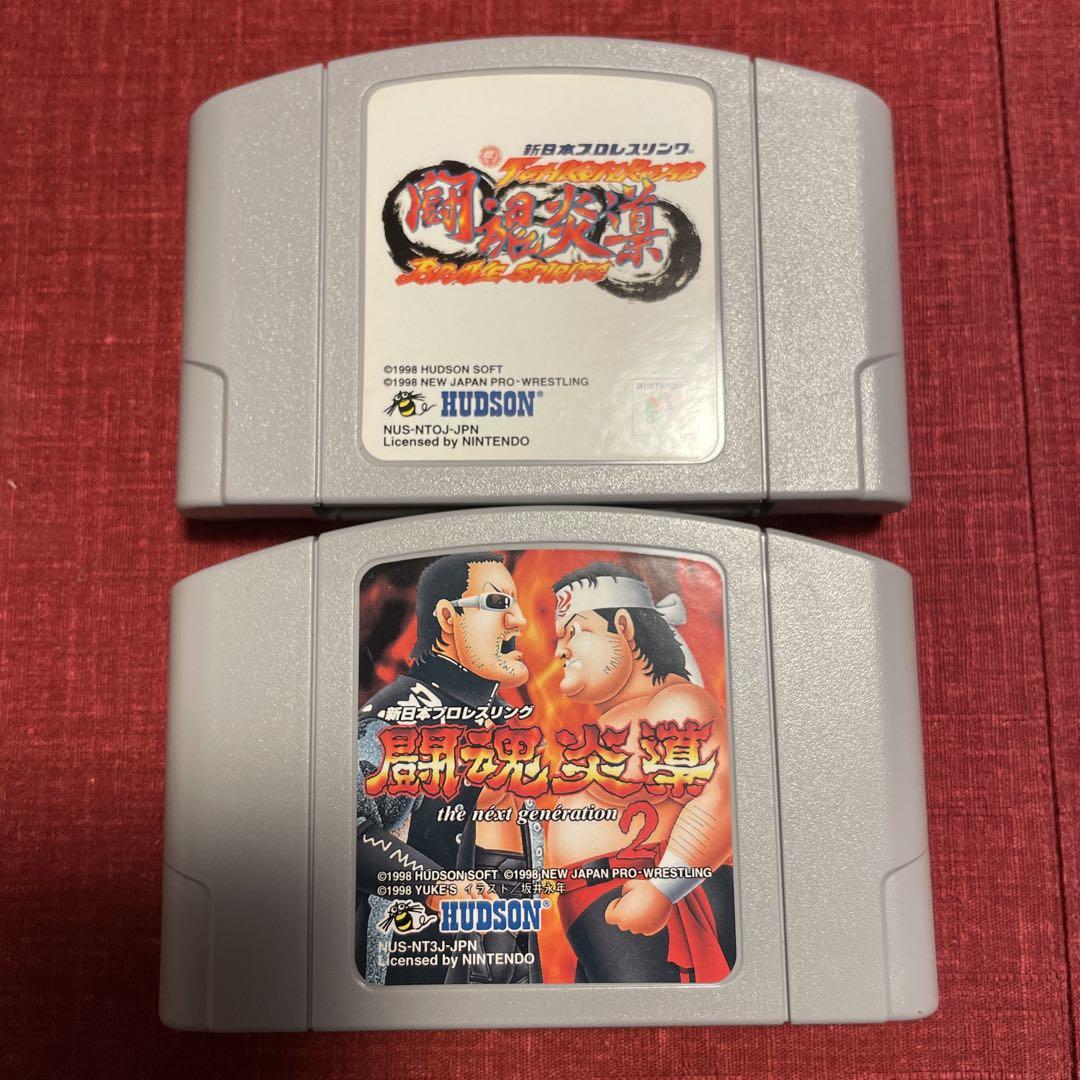 新日本プロレスリング
TOHKON ROAD
闘魂炎導
BRAVE SPIRITS
©1998 HUDSON SOFT
©1998 NEW JAPAN PRO-WRESTLING
HUDSON®
NUS-NTOJ-JPN
Licensed by NINTENDO
新日本プロレスリング
闘魂炎導
the néxt genération
2
©1998 HUDSON SOFT ©1998 NEW JAPAN PRO-WRESTLING
©1998 YUKE'S イラスト/坂井永年
HUDSON®
NUS-NT3J-JPN
Licensed by NINTENDO